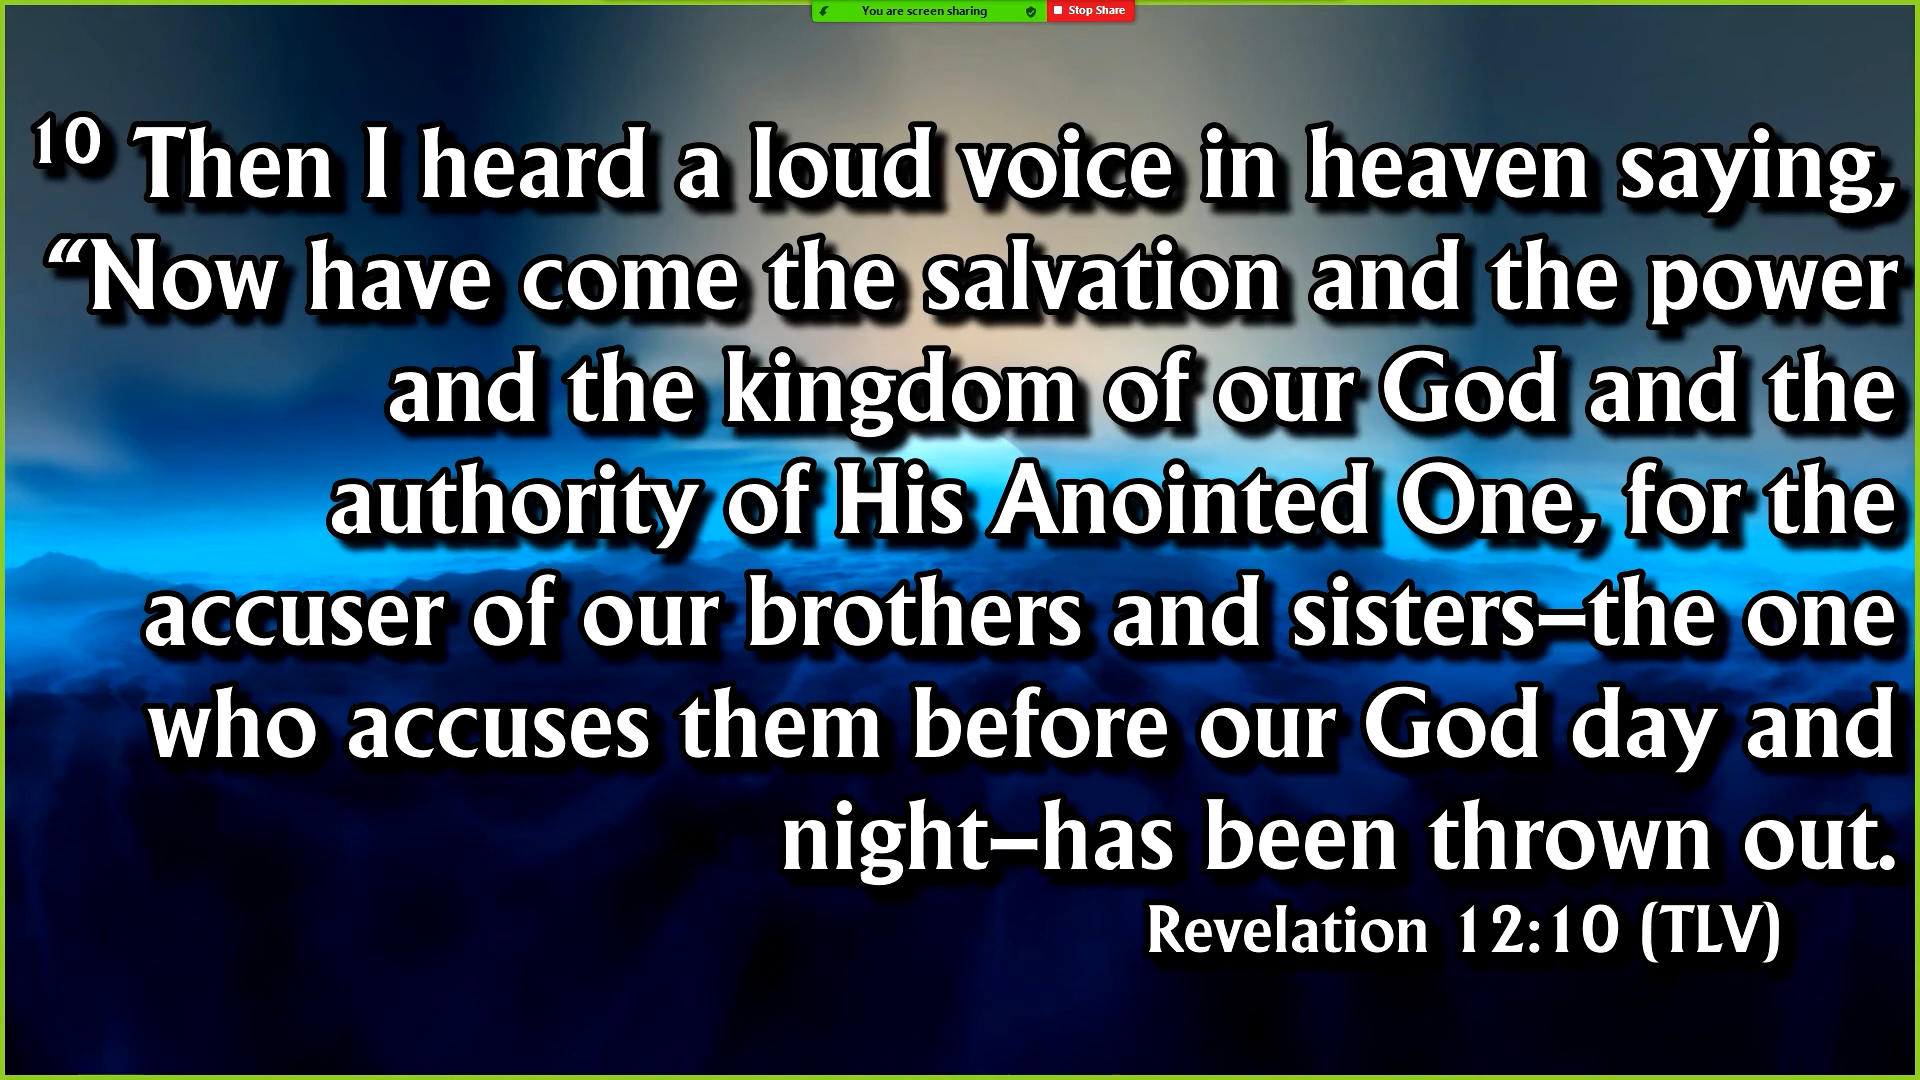 You are screen sharing
Stop Share
10 Then I heard a loud voice in heaven saying,
“Now have come the salvation and the power
and the kingdom of our God and the
authority of His Anointed One, for the
accuser of our brothers and sisters—the one
who accuses them before our God day and
night—has been thrown out.
Revelation 12:10 (TLV)